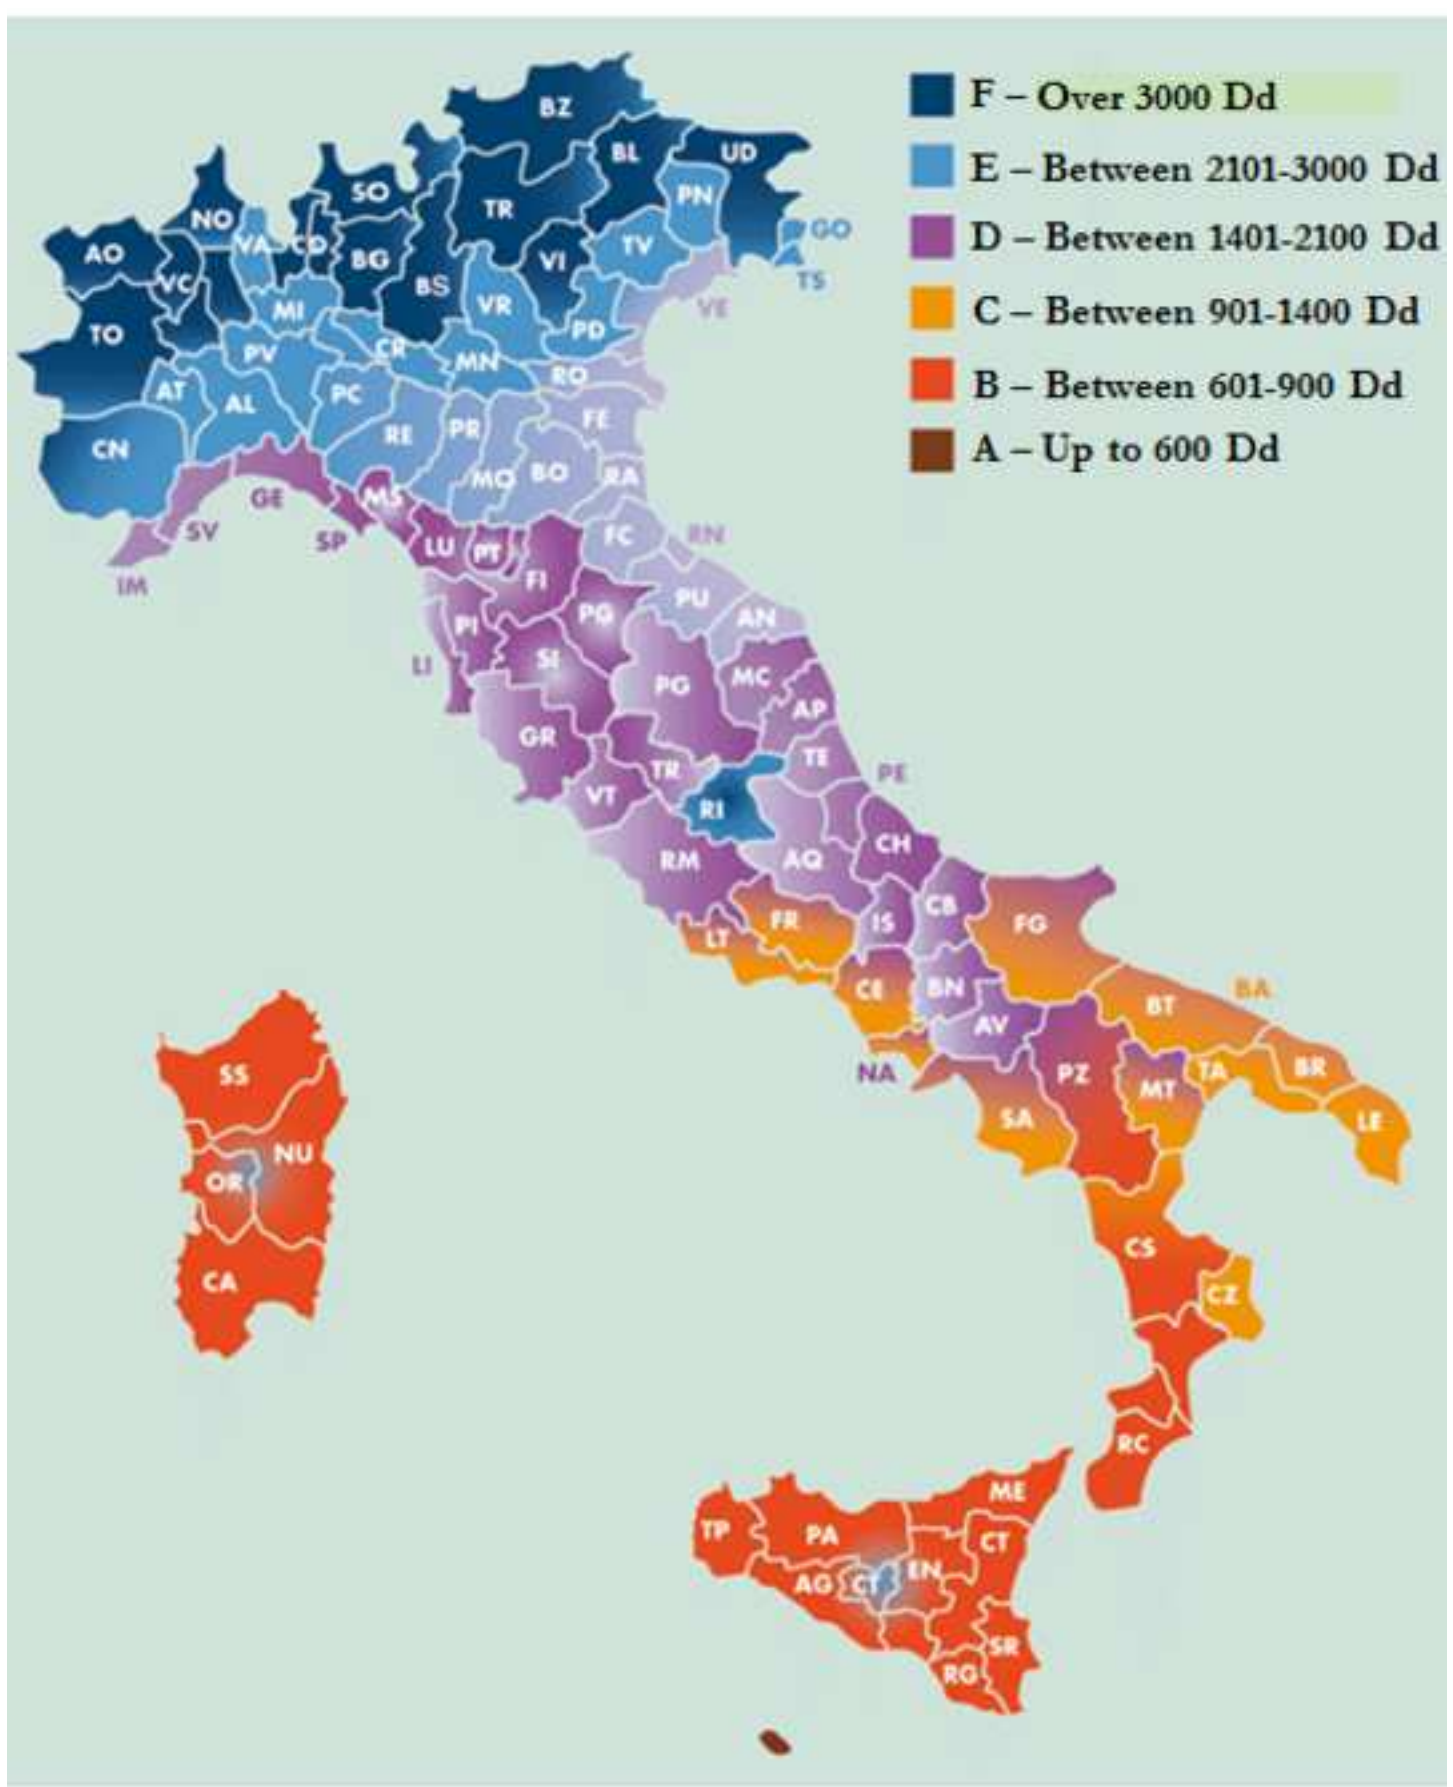 F – Over 3000 Dd
E – Between 2101-3000 Dd
D – Between 1401-2100 Dd
C – Between 901-1400 Dd
B – Between 601-900 Dd
A – Up to 600 Dd
BZ
BL
UD
SO
TR
PN
NO
VA
CO
BG
TV
GO
AO
VC
BS
VI
TS
TO
MI
VR
PD
VE
PV
CR
MN
RO
AT
AL
PC
RE
PR
FE
CN
MO
BO
RA
GE
MS
SV
SP
LU
PT
FC
RN
IM
FI
PU
PG
AN
PI
LI
SI
PG
MC
AP
GR
TR
TE
PE
VT
RI
RM
AQ
CH
FR
LT
IS
CB
FG
CE
BN
BT
BA
AV
NA
PZ
MT
TA
BR
SA
LE
SS
NU
OR
CA
CS
CZ
RC
ME
TP
PA
CT
AG
CT
EN
SR
RG